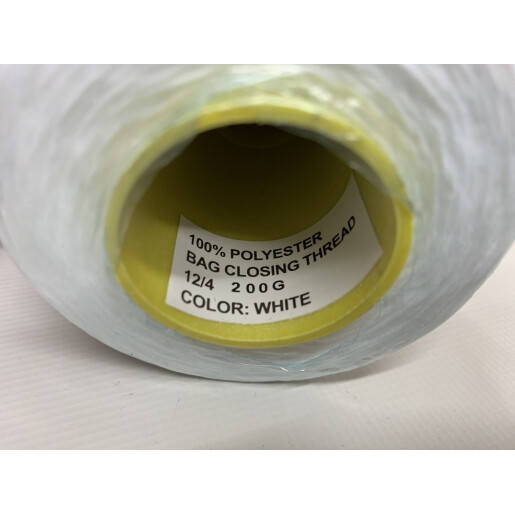 100% POLYESTER
BAG CLOSING THREAD
12/4 200G
COLOR: WHITE